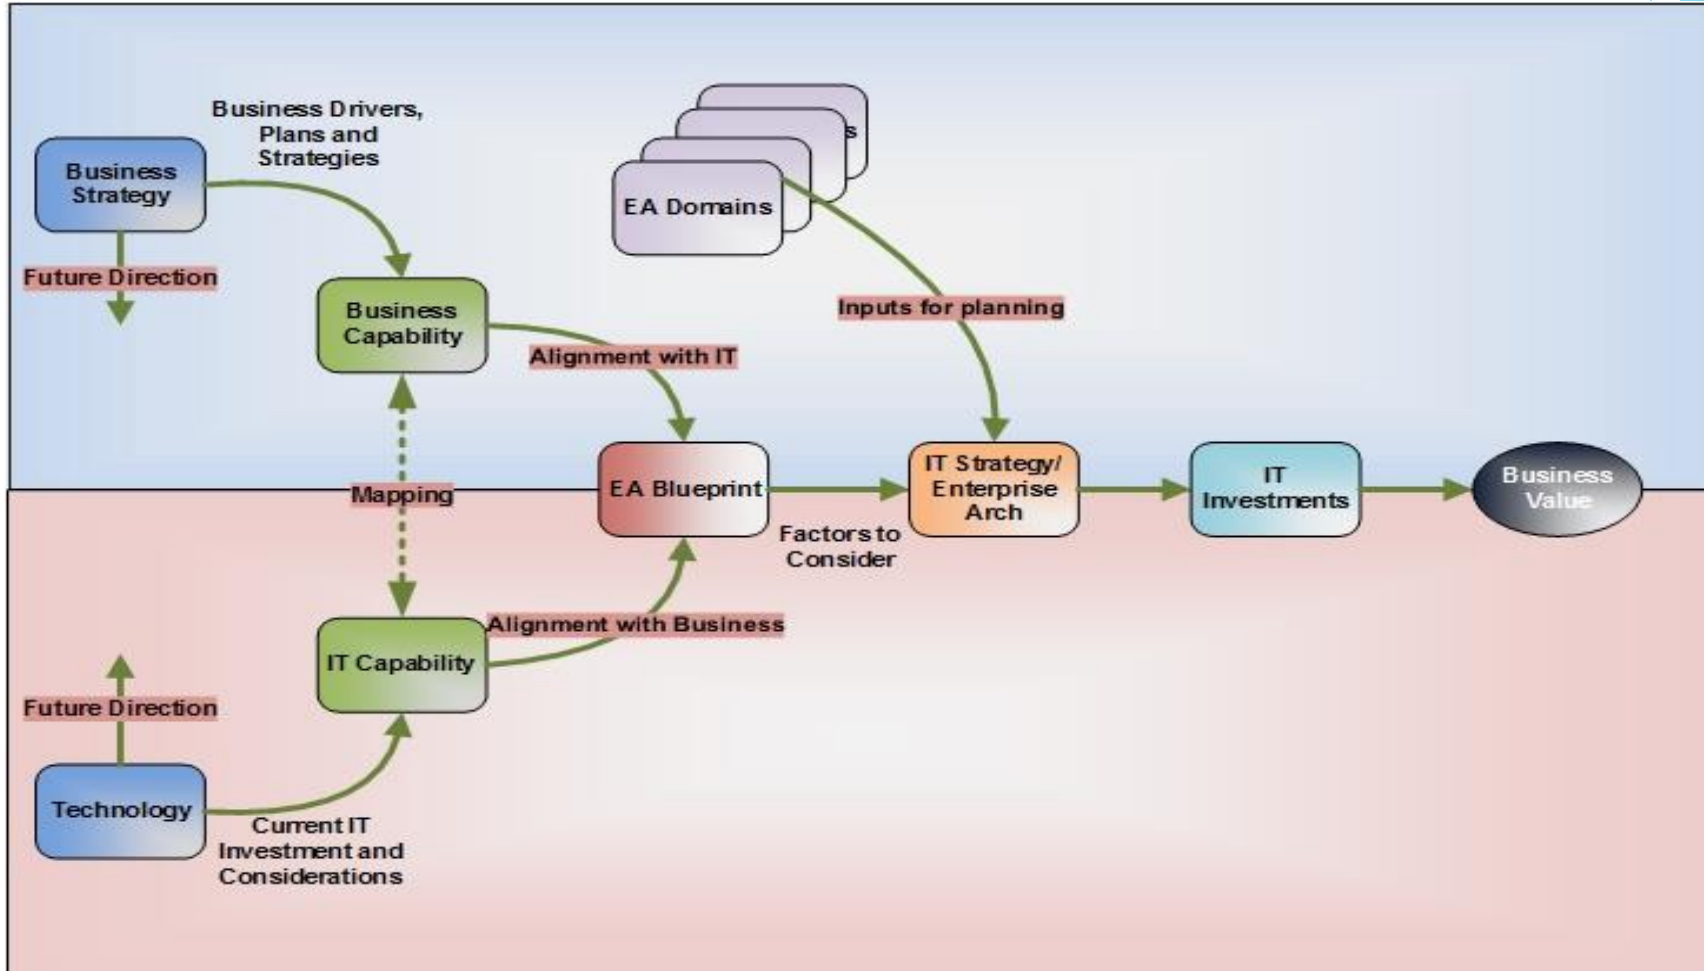 Business Drivers,
Plans and
Strategies
Business
Strategy
Future Direction
s
EA Domains
Business
Capability
Inputs for planning
Alignment with IT
Mapping
EA Blueprint
IT Strategy/
Enterprise
Arch
IT
Investments
Business
Value
Factors to
Consider
Alignment with Business
IT Capability
Future Direction
Technology
Current IT
Investment and
Considerations